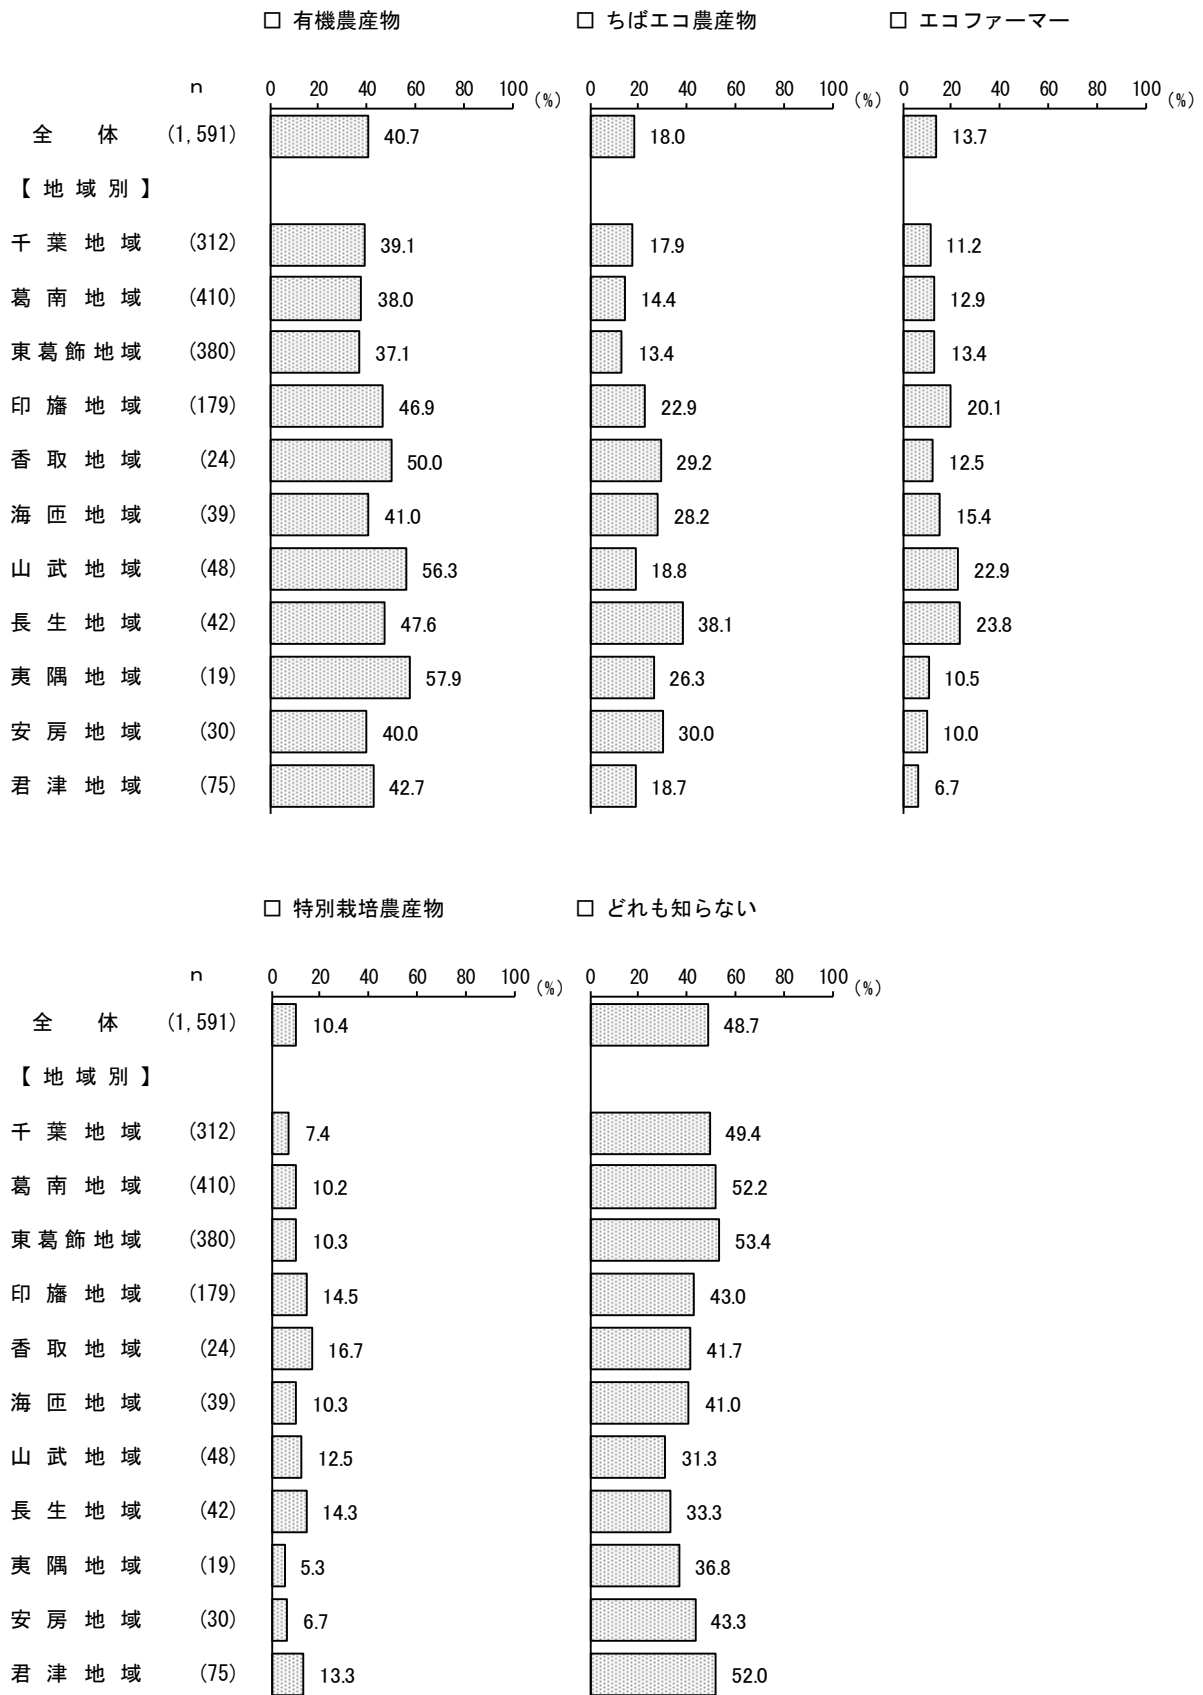 □ 有機農産物 □ ちばエコ農産物 □ エコファーマー
n 0 20 40 60 80 100 (%) 0 20 40 60 80 100 (%) 0 20 40 60 80 100 (%)
全体 (1,591) 40.7 18.0 13.7
【地域別】
千葉地域 (312) 39.1 17.9 11.2
葛南地域 (410) 38.0 14.4 12.9
東葛飾地域 (380) 37.1 13.4 13.4
印旛地域 (179) 46.9 22.9 20.1
香取地域 (24) 50.0 29.2 12.5
海匝地域 (39) 41.0 28.2 15.4
山武地域 (48) 56.3 18.8 22.9
長生地域 (42) 47.6 38.1 23.8
夷隅地域 (19) 57.9 26.3 10.5
安房地域 (30) 40.0 30.0 10.0
君津地域 (75) 42.7 18.7 6.7
□ 特別栽培農産物 □ どれも知らない
n 0 20 40 60 80 100 (%) 0 20 40 60 80 100 (%)
全体 (1,591) 10.4 48.7
【地域別】
千葉地域 (312) 7.4 49.4
葛南地域 (410) 10.2 52.2
東葛飾地域 (380) 10.3 53.4
印旛地域 (179) 14.5 43.0
香取地域 (24) 16.7 41.7
海匝地域 (39) 10.3 41.0
山武地域 (48) 12.5 31.3
長生地域 (42) 14.3 33.3
夷隅地域 (19) 5.3 36.8
安房地域 (30) 6.7 43.3
君津地域 (75) 13.3 52.0